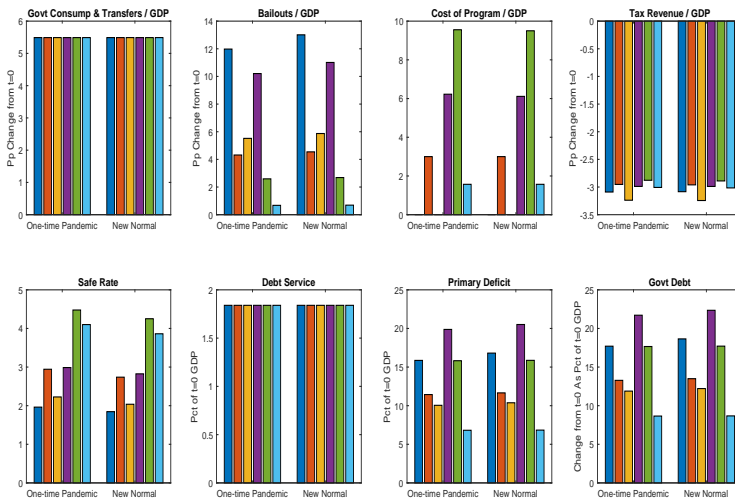 Govt Consump & Transfers / GDP
Pp Change from t=0
6
5
4
3
2
1
0
One-time Pandemic New Normal
Bailouts / GDP
Pp Change from t=0
14
12
10
8
6
4
2
0
One-time Pandemic New Normal
Cost of Program / GDP
Pp Change from t=0
10
8
6
4
2
0
One-time Pandemic New Normal
Tax Revenue / GDP
Pp Change from t=0
0
-0.5
-1
-1.5
-2
-2.5
-3
-3.5
One-time Pandemic New Normal
Safe Rate
5
4
3
2
1
0
One-time Pandemic New Normal
Debt Service
Pct of t=0 GDP
2
1.5
1
0.5
0
One-time Pandemic New Normal
Primary Deficit
Pct of t=0 GDP
25
20
15
10
5
0
One-time Pandemic New Normal
Govt Debt
Change from t=0 As Pct of t=0 GDP
25
20
15
10
5
0
One-time Pandemic New Normal